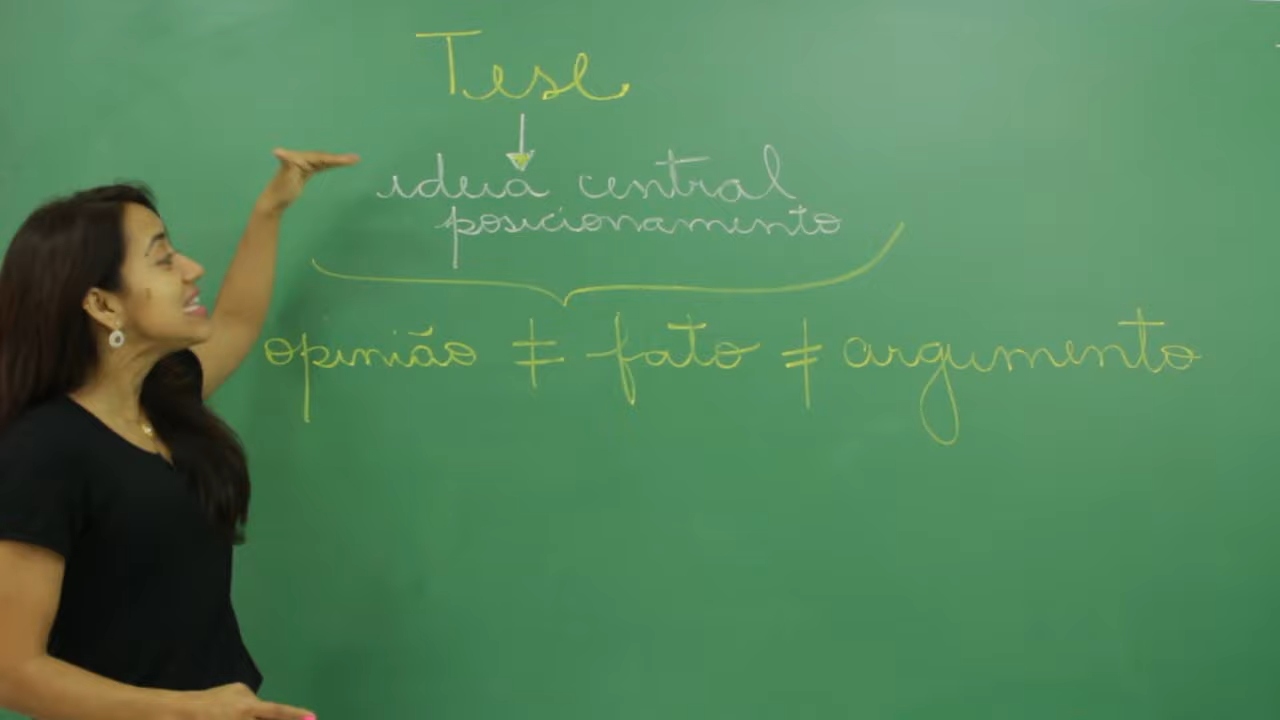 Tese
ideia central
posicionamento
opinião ≠ fato ≠ argumento